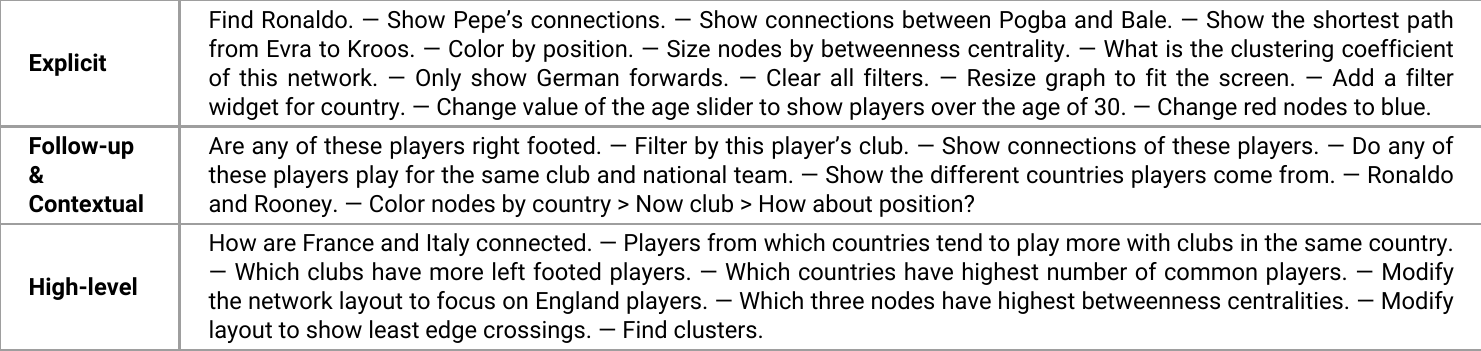 Explicit
Find Ronaldo. — Show Pepe’s connections. — Show connections between Pogba and Bale. — Show the shortest path
from Evra to Kroos. — Color by position. — Size nodes by betweenness centrality. — What is the clustering coefficient
of this network. — Only show German forwards. — Clear all filters. — Resize graph to fit the screen. — Add a filter
widget for country. — Change value of the age slider to show players over the age of 30. — Change red nodes to blue.
Follow-up
&
Contextual
Are any of these players right footed. — Filter by this player’s club. — Show connections of these players. — Do any of
these players play for the same club and national team. — Show the different countries players come from. — Ronaldo
and Rooney. — Color nodes by country > Now club > How about position?
High-level
How are France and Italy connected. — Players from which countries tend to play more with clubs in the same country.
— Which clubs have more left footed players. — Which countries have highest number of common players. — Modify
the network layout to focus on England players. — Which three nodes have highest betweenness centralities. — Modify
layout to show least edge crossings. — Find clusters.